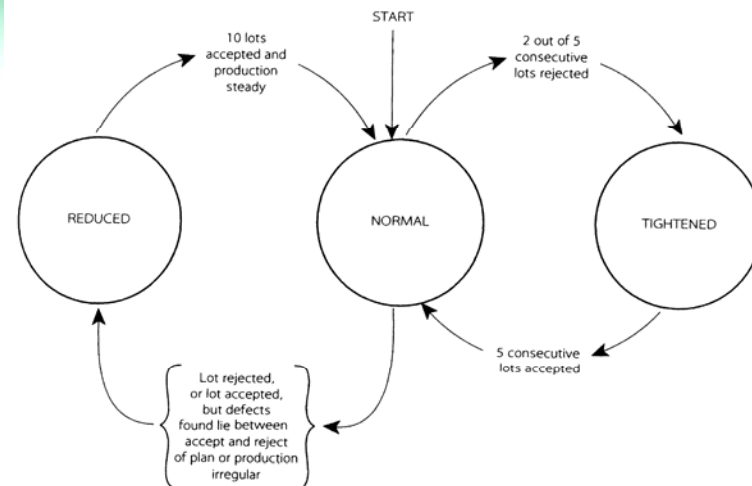 START
10 lots
accepted and
production
steady
2 out of 5
consecutive
lots rejected
REDUCED
NORMAL
TIGHTENED
5 consecutive
lots accepted
Lot rejected,
or lot accepted,
but defects
found lie between
accept and reject
of plan or production
irregular